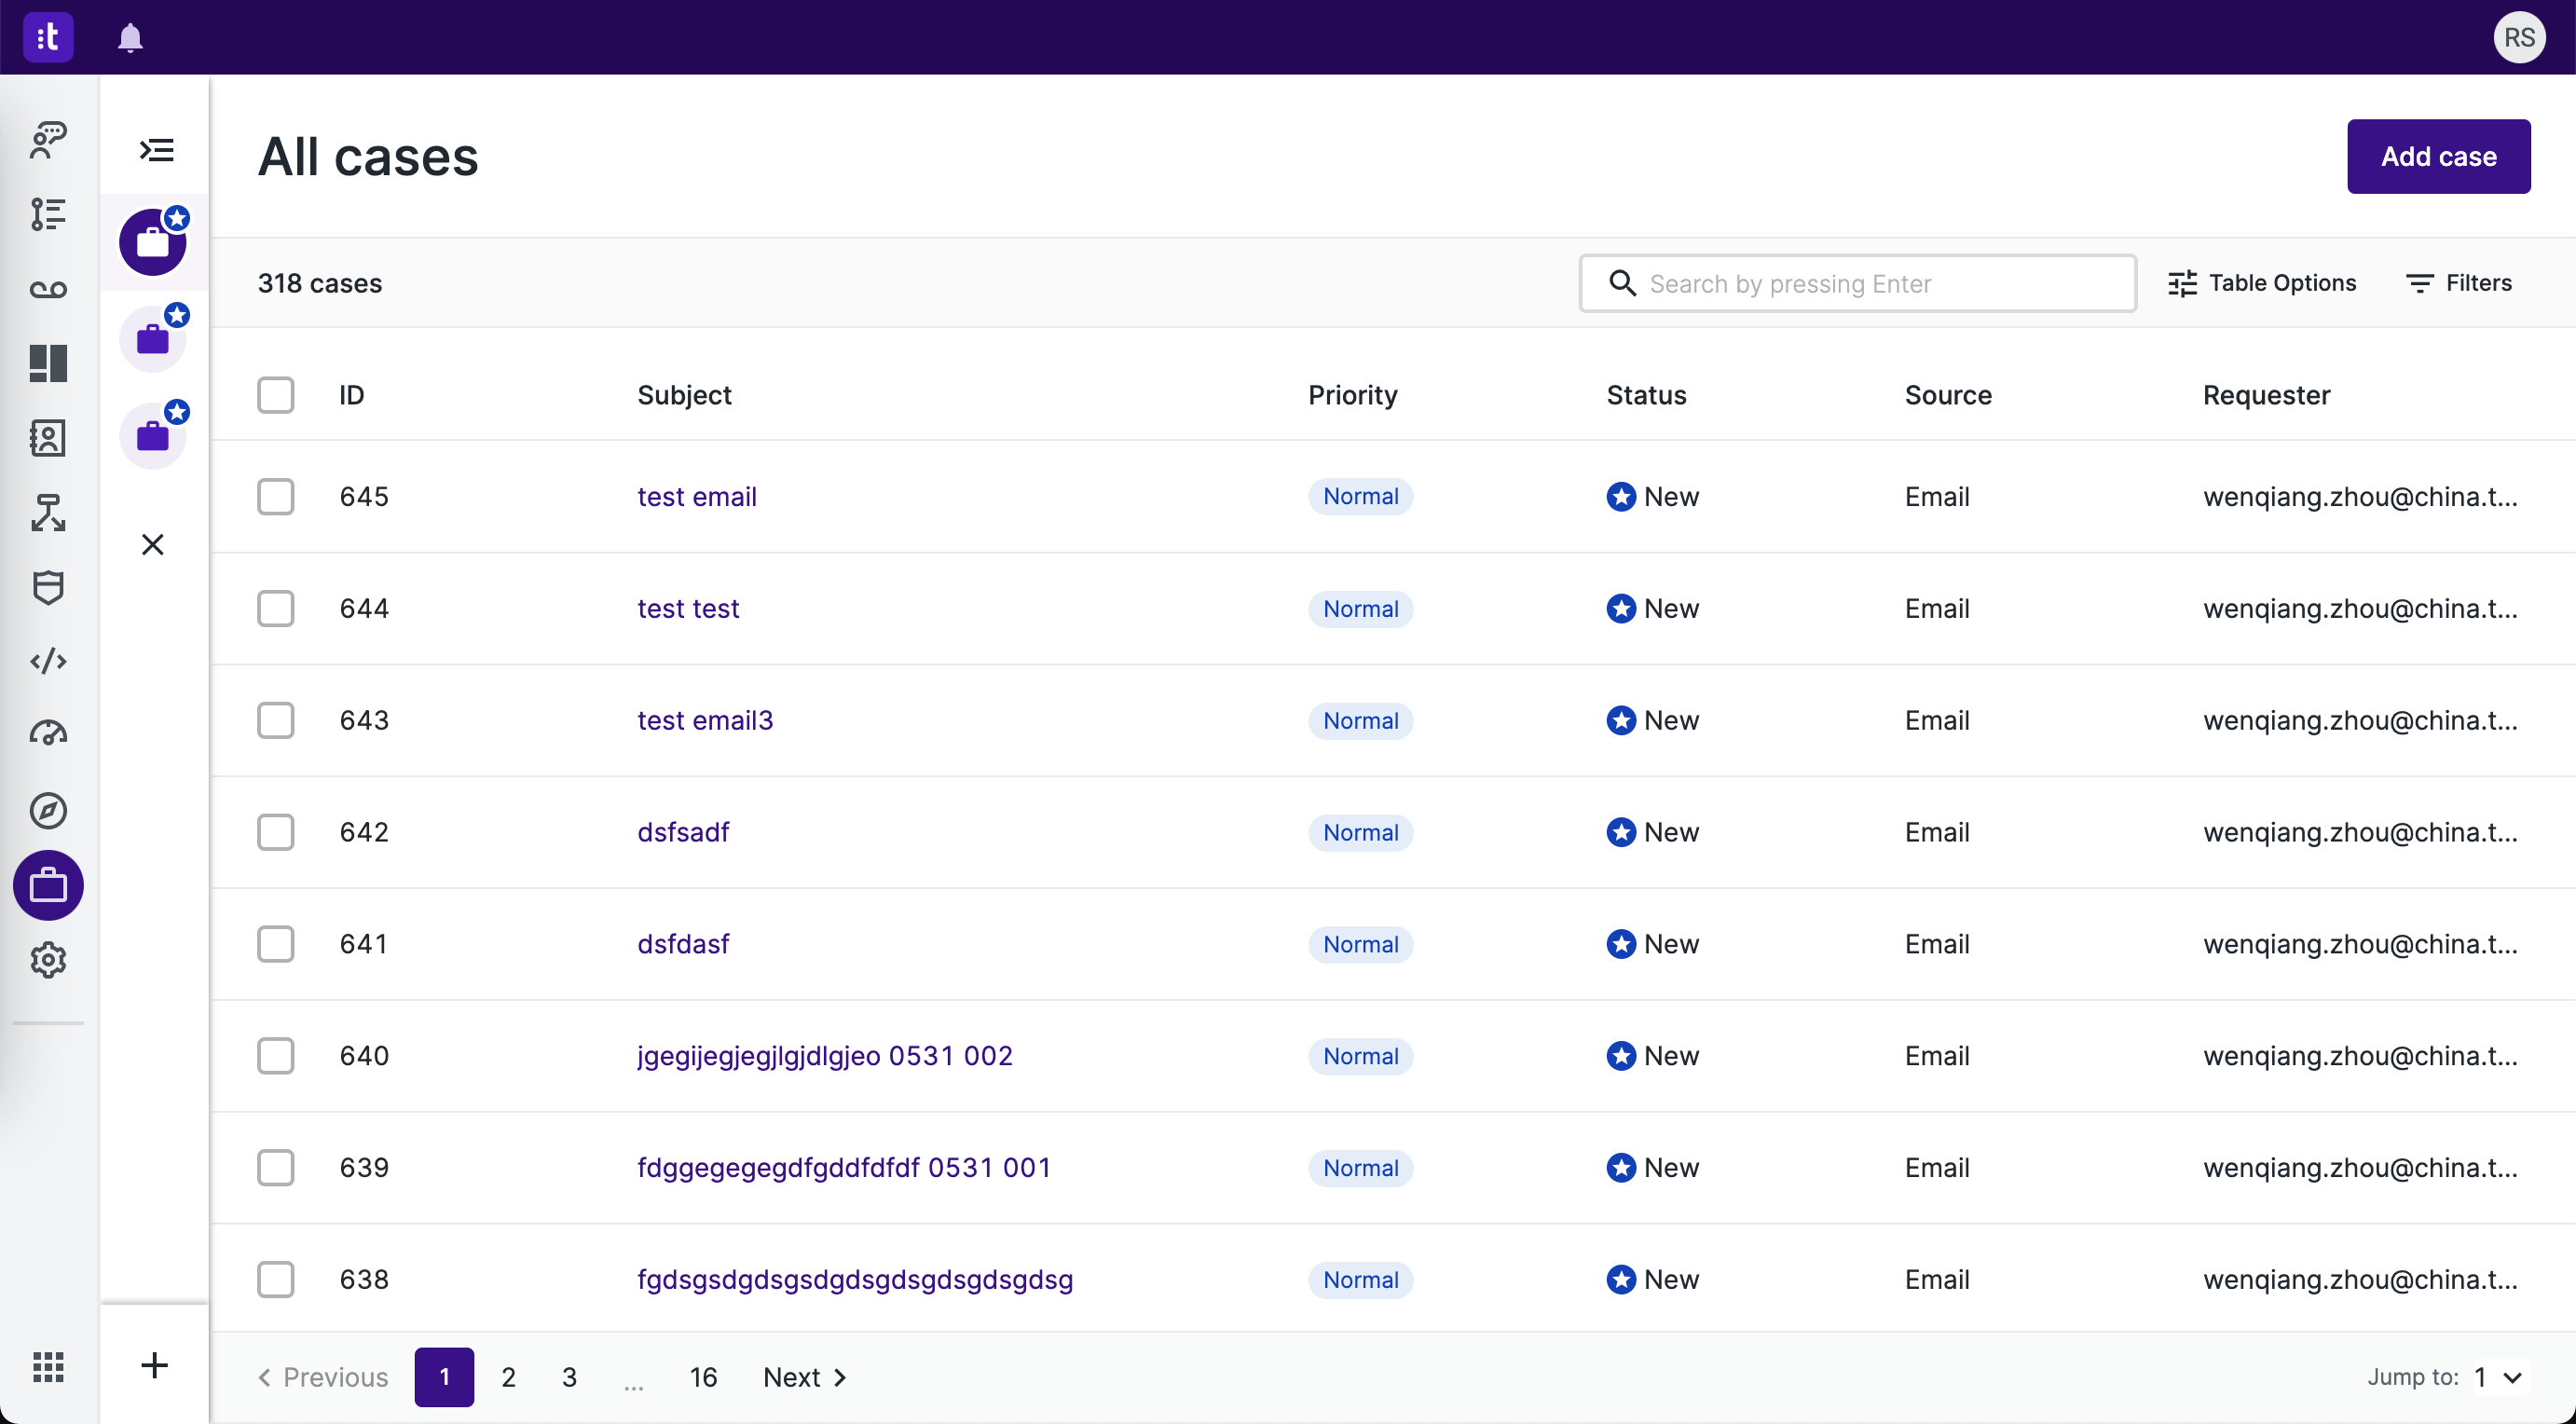 :t RS
All cases Add case
318 cases Search by pressing Enter Table Options Filters
ID Subject Priority Status Source Requester
645 test email Normal New Email wenqiang.zhou@china.t...
644 test test Normal New Email wenqiang.zhou@china.t...
643 test email3 Normal New Email wenqiang.zhou@china.t...
642 dsfsadf Normal New Email wenqiang.zhou@china.t...
641 dsfdasf Normal New Email wenqiang.zhou@china.t...
640 jgegijegjegjlgjdlgjeo 0531 002 Normal New Email wenqiang.zhou@china.t...
639 fdggegegegdfgddfdfdf 0531 001 Normal New Email wenqiang.zhou@china.t...
638 fgdsgsdgdsgsdgdsgdsgdsgdsgdsg Normal New Email wenqiang.zhou@china.t...
Previous 1 2 3 ... 16 Next Jump to: 1